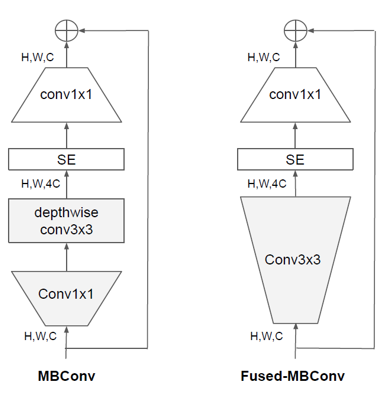 H,W,C
conv1x1
SE
H,W,4C
depthwise
conv3x3
Conv1x1
H,W,C
MBConv
H,W,C
conv1x1
SE
H,W,4C
Conv3x3
H,W,C
Fused-MBConv